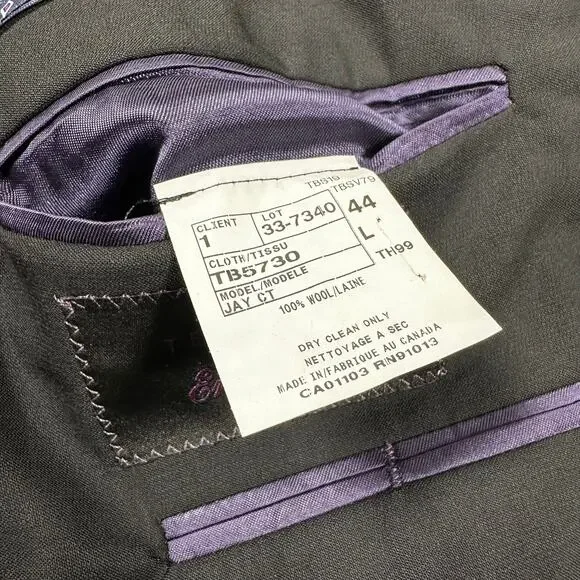 TBS19 TBSV79
CLIENT LOT
1 33-7340 44
CLOTH/TISSU
TB5730 L
MODEL/MODELE
JAY CT TH99
100% WOOL/LAINE
DRY CLEAN ONLY
NETTOYAGE A SEC
MADE IN/FABRIQUE AU CANADA
CA01103 RN91013